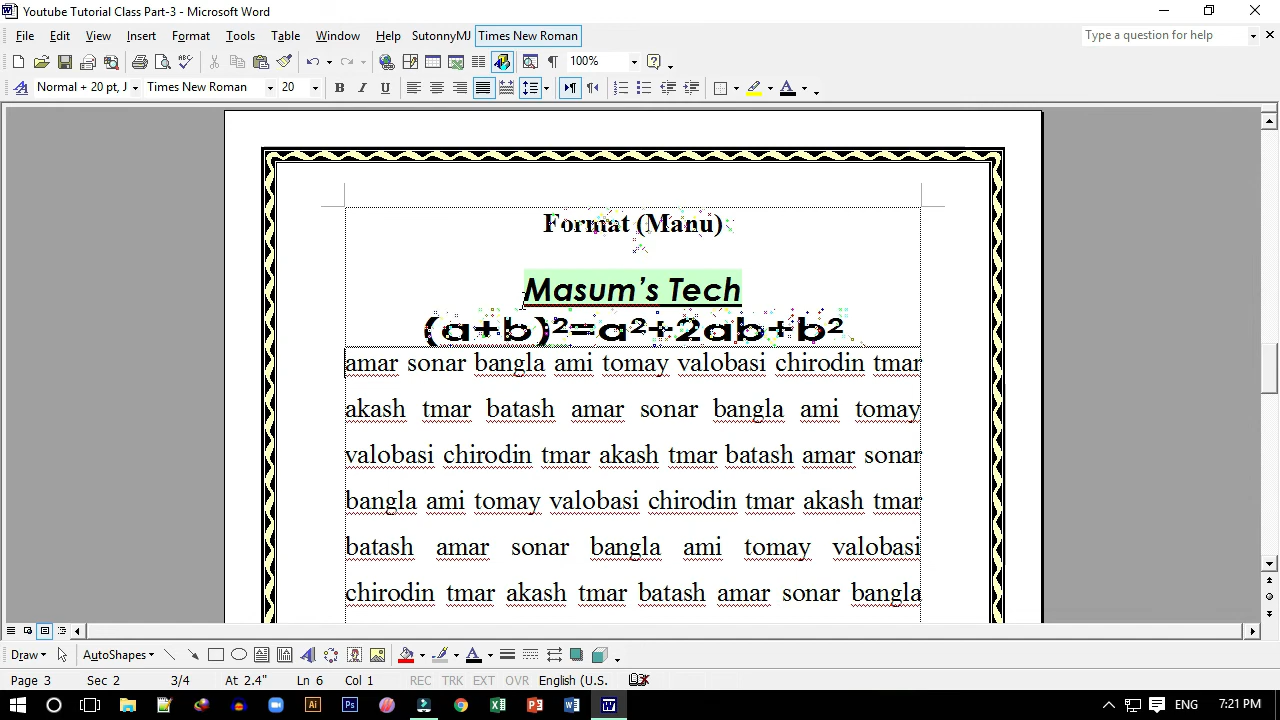 Youtube Tutorial Class Part-3 - Microsoft Word
File Edit View Insert Format Tools Table Window Help SutonnyMJ Times New Roman Type a question for help
100%
Normal + 20 pt, J Times New Roman 20 B I U A
Format (Manu)
Masum's Tech
(a+b)²=a²+2ab+b²
amar sonar bangla ami tomay valobasi chirodin tmar
akash tmar batash amar sonar bangla ami tomay
valobasi chirodin tmar akash tmar batash amar sonar
bangla ami tomay valobasi chirodin tmar akash tmar
batash amar sonar bangla ami tomay valobasi
chirodin tmar akash tmar batash amar sonar bangla
Draw AutoShapes
Page 3 Sec 2 3/4 At 2.4" Ln 6 Col 1 REC TRK EXT OVR English (U.S.
ENG 7:21 PM